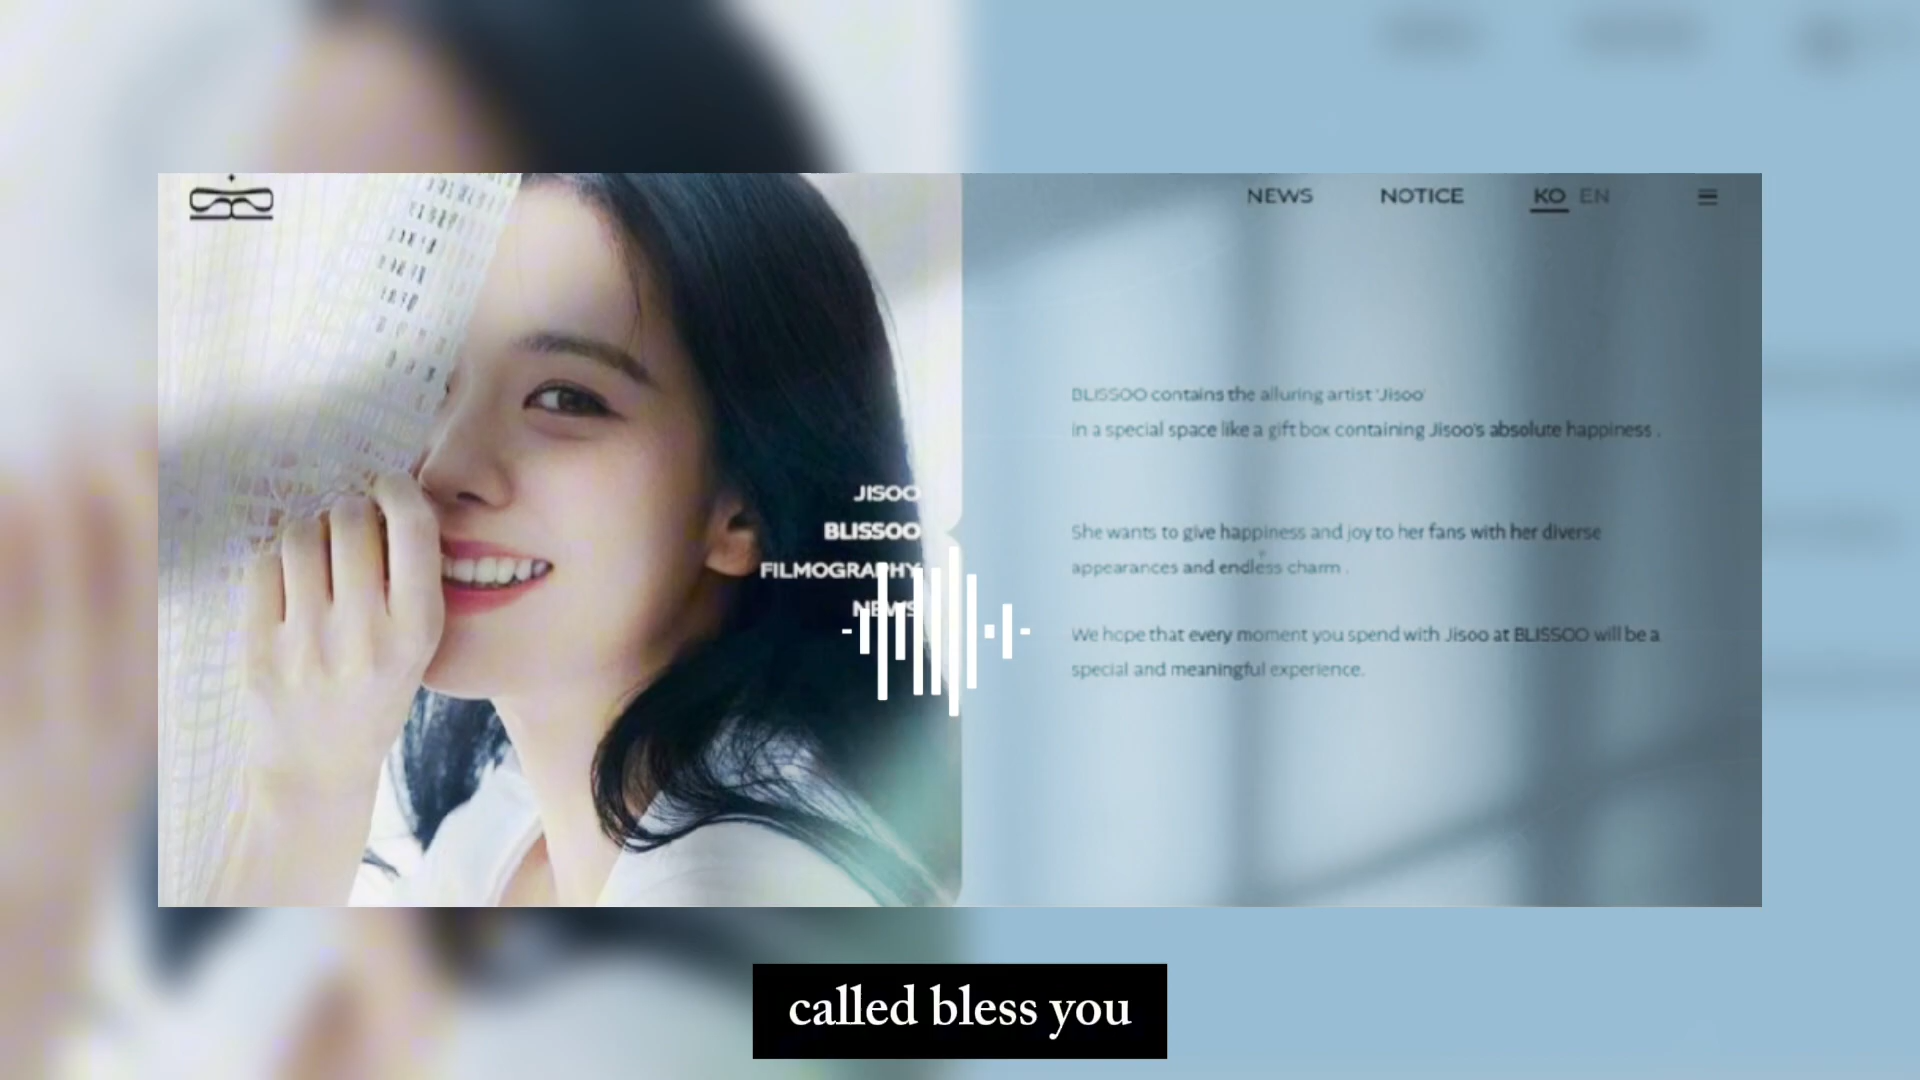 NEWS NOTICE KO EN
JISOO
BLISSOO
FILMOGRAPHY
NEWS
BLISSOO contains the alluring artist 'Jisoo'
in a special space like a gift box containing Jisoo's absolute happiness .
She wants to give happiness and joy to her fans with her diverse
appearances and endless charm .
We hope that every moment you spend with Jisoo at BLISSOO will be a
special and meaningful experience.
called bless you